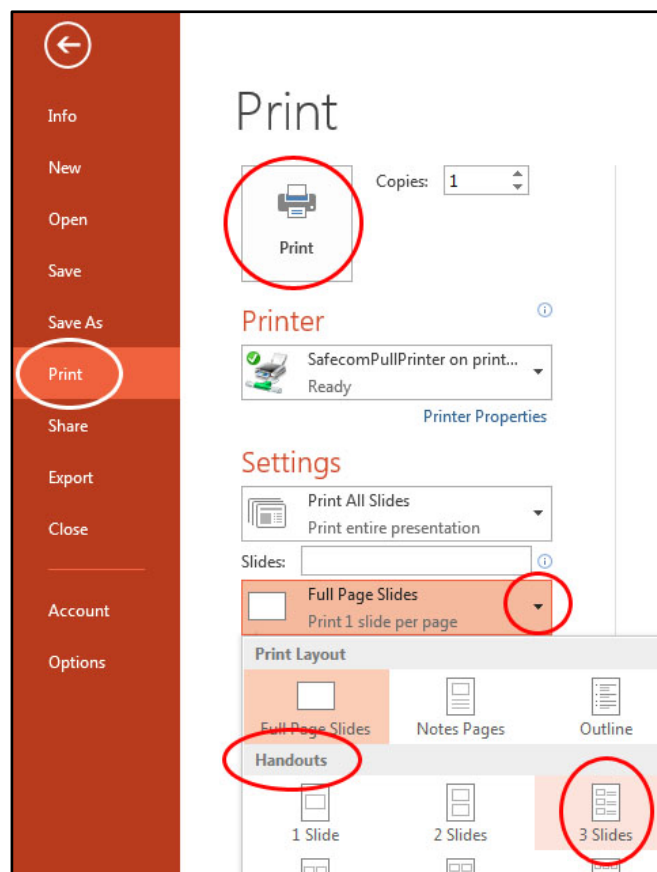 Info
New
Open
Save
Save As
Print
Share
Export
Close
Account
Options
Print
Copies: 1
Print
Printer
SafecomPullPrinter on print...
Ready
Printer Properties
Settings
Print All Slides
Print entire presentation
Slides:
Full Page Slides
Print 1 slide per page
Print Layout
Full Page Slides Notes Pages Outline
Handouts
1 Slide 2 Slides 3 Slides